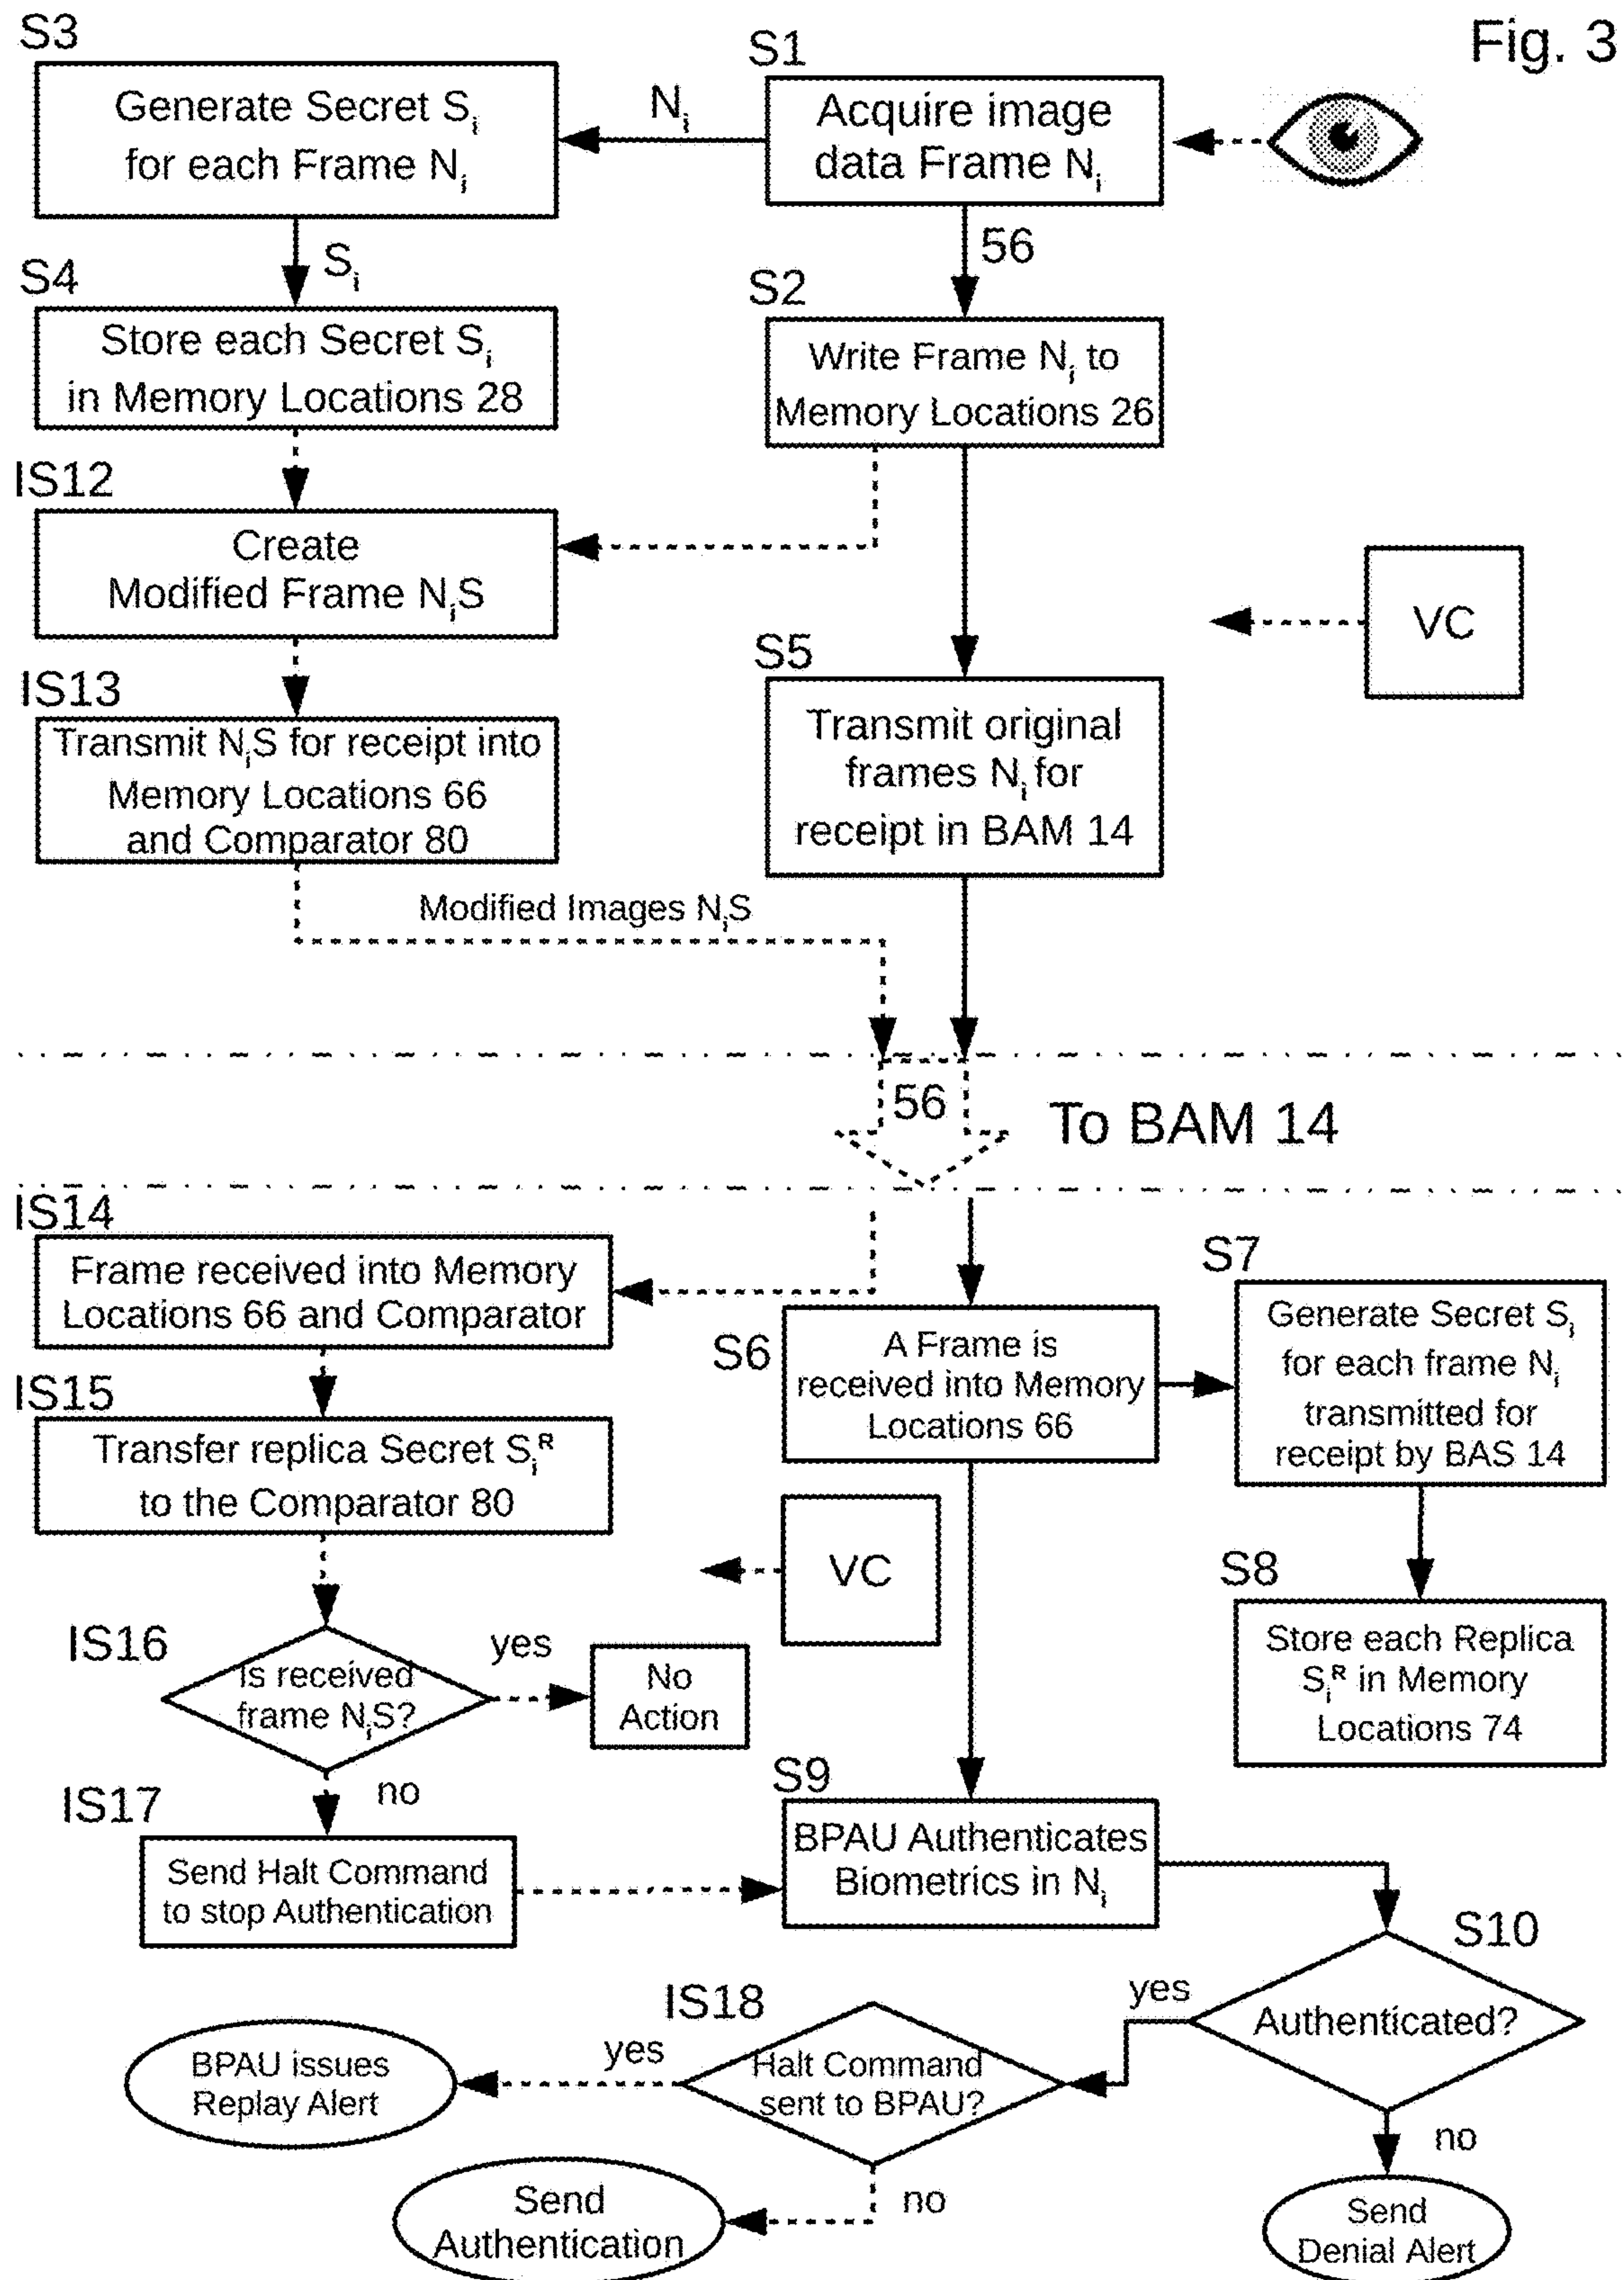 Fig. 3
S3
Generate Secret Si
for each Frame Ni
Ni
S1
Acquire image
data Frame Ni
Si
56
S4
Store each Secret Si
in Memory Locations 28
S2
Write Frame Ni to
Memory Locations 26
IS12
Create
Modified Frame NiS
VC
IS13
Transmit NiS for receipt into
Memory Locations 66
and Comparator 80
S5
Transmit original
frames Ni for
receipt in BAM 14
Modified Images NiS
56
To BAM 14
IS14
Frame received into Memory
Locations 66 and Comparator
S6
A Frame is
received into Memory
Locations 66
S7
Generate Secret Si
for each frame Ni
transmitted for
receipt by BAS 14
IS15
Transfer replica Secret SiR
to the Comparator 80
VC
S8
Store each Replica
SiR in Memory
Locations 74
IS16
Is received
frame NiS?
yes
No
Action
no
IS17
Send Halt Command
to stop Authentication
S9
BPAU Authenticates
Biometrics in Ni
S10
Authenticated?
yes
no
IS18
Halt Command
sent to BPAU?
yes
BPAU issues
Replay Alert
no
Send
Authentication
Send
Denial Alert